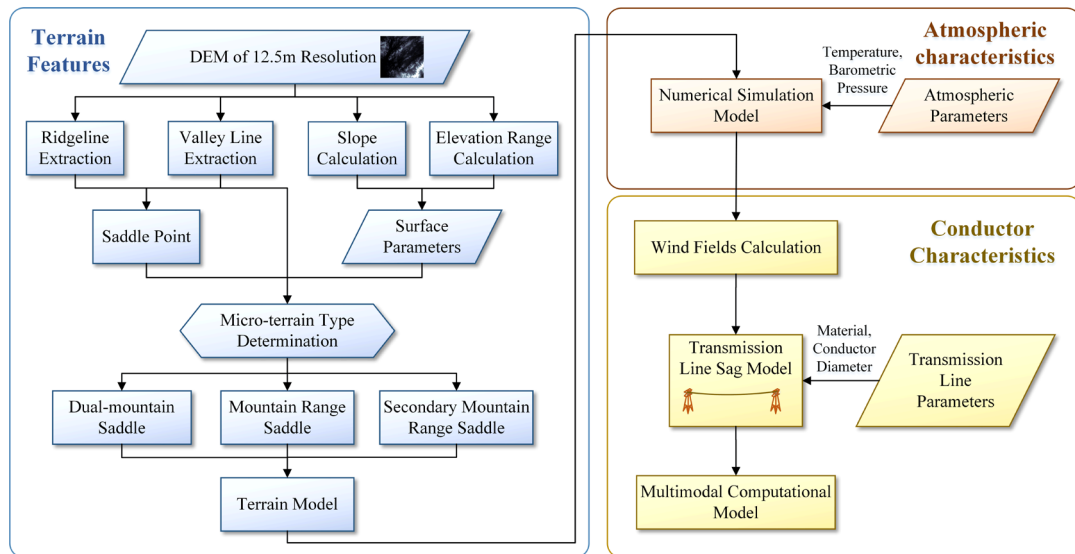 Terrain
Features
DEM of 12.5m Resolution
Ridgeline
Extraction
Valley Line
Extraction
Slope
Calculation
Elevation Range
Calculation
Saddle Point
Surface
Parameters
Micro-terrain Type
Determination
Dual-mountain
Saddle
Mountain Range
Saddle
Secondary Mountain
Range Saddle
Terrain Model
Atmospheric
characteristics
Temperature,
Barometric
Pressure
Numerical Simulation
Model
Atmospheric
Parameters
Conductor
Characteristics
Wind Fields Calculation
Transmission
Line Sag Model
Material,
Conductor
Diameter
Transmission
Line
Parameters
Multimodal Computational
Model